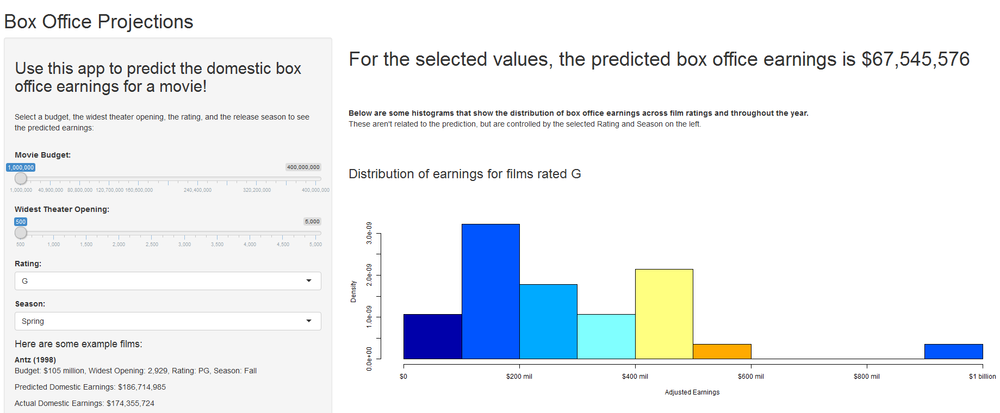 Box Office Projections
Use this app to predict the domestic box
office earnings for a movie!
Select a budget, the widest theater opening, the rating, and the release season to see
the predicted earnings:
Movie Budget:
1,000,000
400,000,000
1,000,000 40,900,000 80,800,000 120,700,000 160,600,000 240,400,000 320,200,000 400,000,000
Widest Theater Opening:
500
5,000
500 1,000 1,500 2,000 2,500 3,000 3,500 4,000 4,500 5,000
Rating:
G
Season:
Spring
Here are some example films:
Antz (1998)
Budget: $105 million, Widest Opening: 2,929, Rating: PG, Season: Fall
Predicted Domestic Earnings: $186,714,985
Actual Domestic Earnings: $174,355,724
For the selected values, the predicted box office earnings is $67,545,576
Below are some histograms that show the distribution of box office earnings across film ratings and throughout the year.
These aren't related to the prediction, but are controlled by the selected Rating and Season on the left.
Distribution of earnings for films rated G
Density
3.0e-09
2.0e-09
1.0e-09
0.0e+00
$0 $200 mil $400 mil $600 mil $800 mil $1 billion
Adjusted Earnings